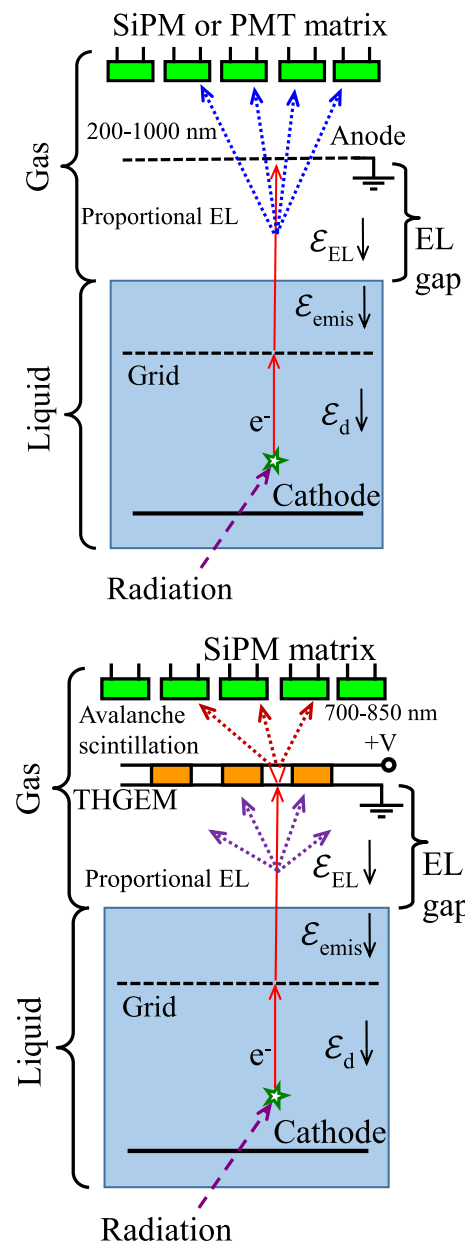 SiPM or PMT matrix
200-1000 nm
Anode
Gas
Proportional EL
ℰEL
EL
gap
ℰemis
Grid
Liquid
e-
ℰd
Cathode
Radiation
SiPM matrix
Avalanche
scintillation
700-850 nm
+V
Gas
THGEM
Proportional EL
ℰEL
EL
gap
ℰemis
Grid
Liquid
e-
ℰd
Cathode
Radiation